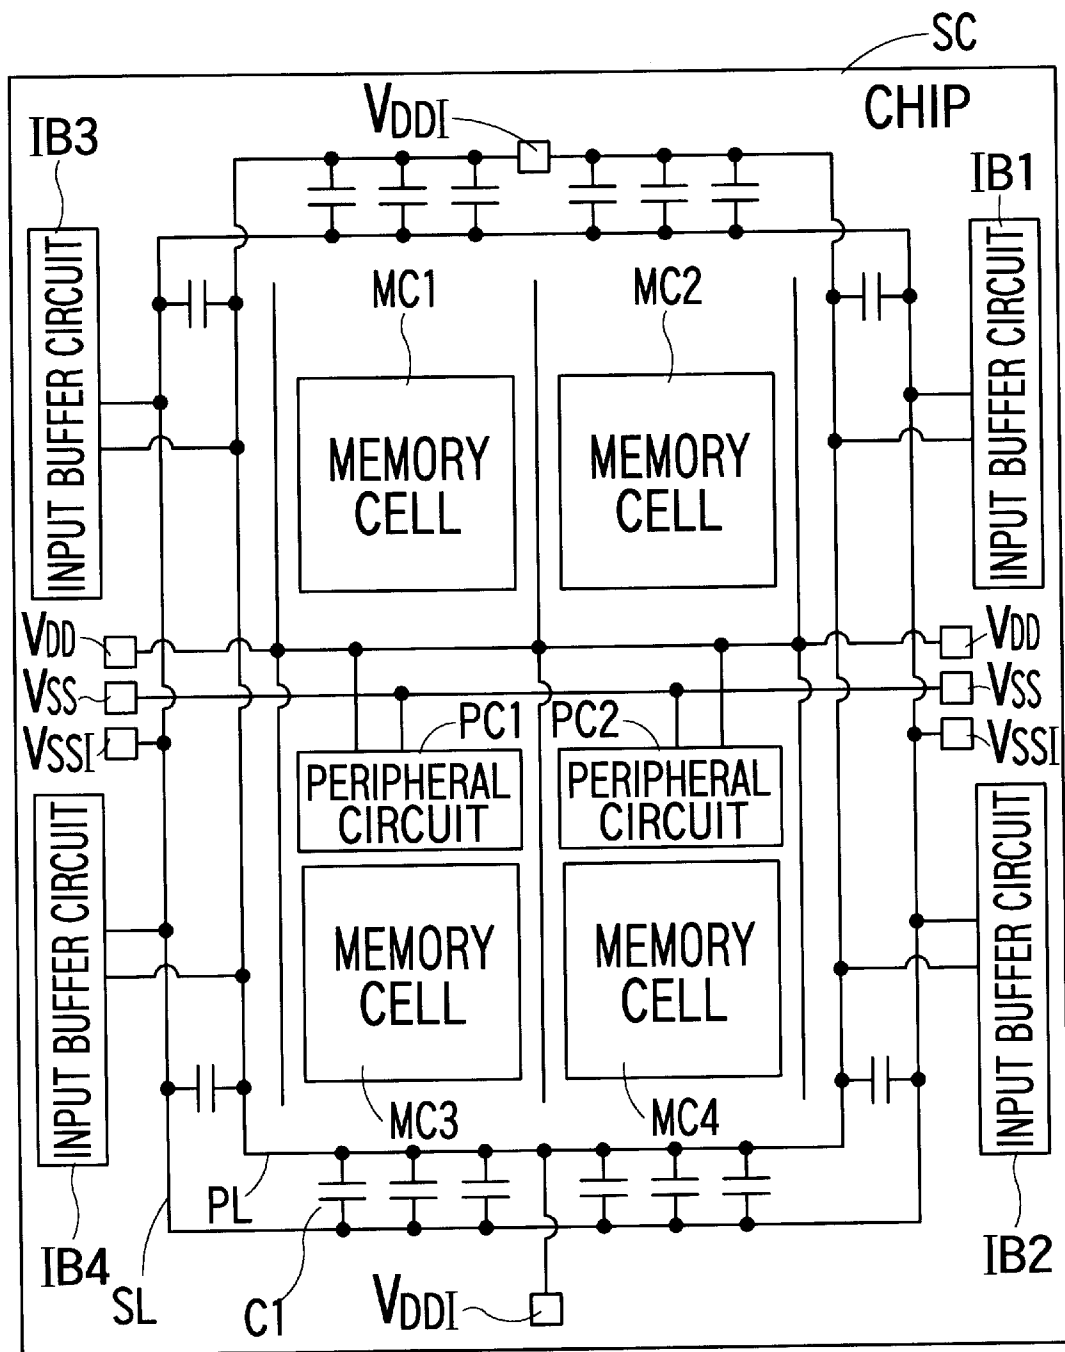 SC
CHIP
VDDI
IB3
IB1
INPUT BUFFER CIRCUIT
INPUT BUFFER CIRCUIT
MC1
MC2
MEMORY
CELL
MEMORY
CELL
VDD
VDD
VSS
VSS
VSSI
VSSI
PC1
PC2
PERIPHERAL
CIRCUIT
PERIPHERAL
CIRCUIT
INPUT BUFFER CIRCUIT
INPUT BUFFER CIRCUIT
MEMORY
CELL
MEMORY
CELL
MC3
MC4
PL
IB4
SL
C1
VDDI
IB2